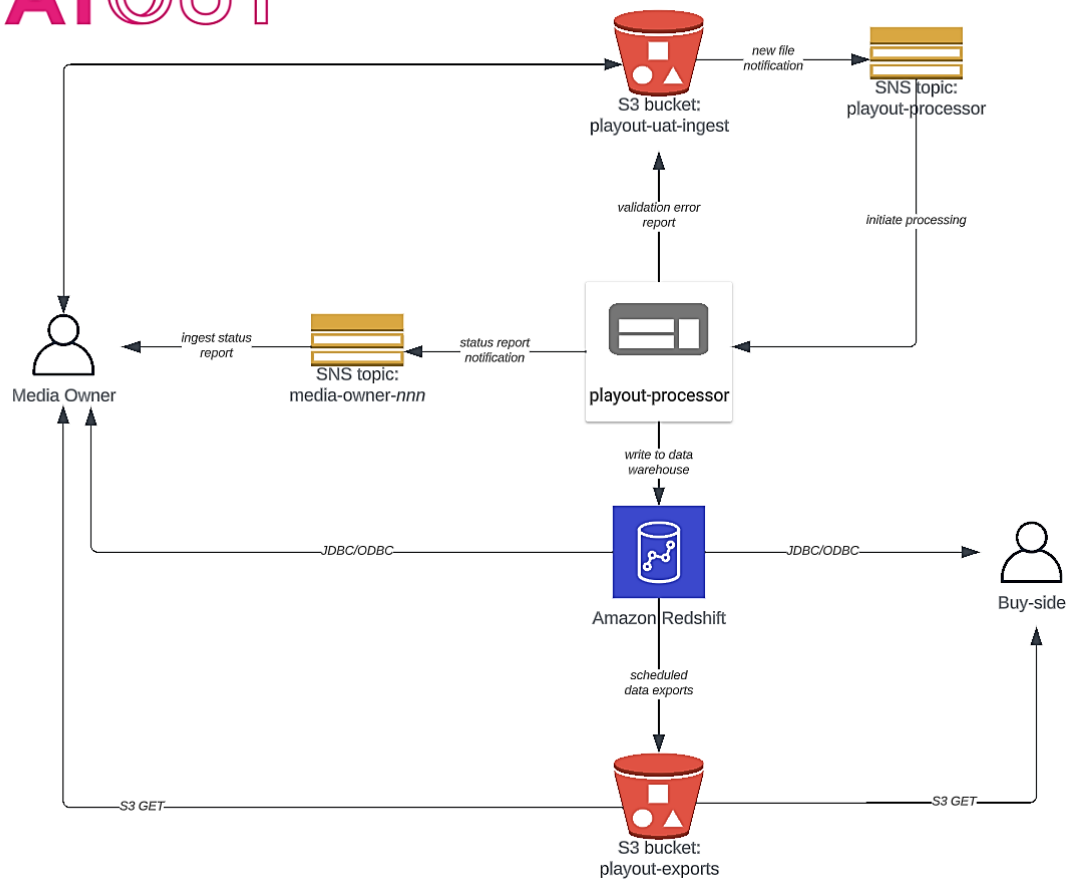 new file
notification
SNS topic:
playout-processor
S3 bucket:
playout-uat-ingest
validation error
report
initiate processing
ingest status
report
status report
notification
SNS topic:
media-owner-nnn
Media Owner
playout-processor
write to data
warehouse
JDBC/ODBC
JDBC/ODBC
Buy-side
Amazon Redshift
scheduled
data exports
S3 GET
S3 GET
S3 bucket:
playout-exports